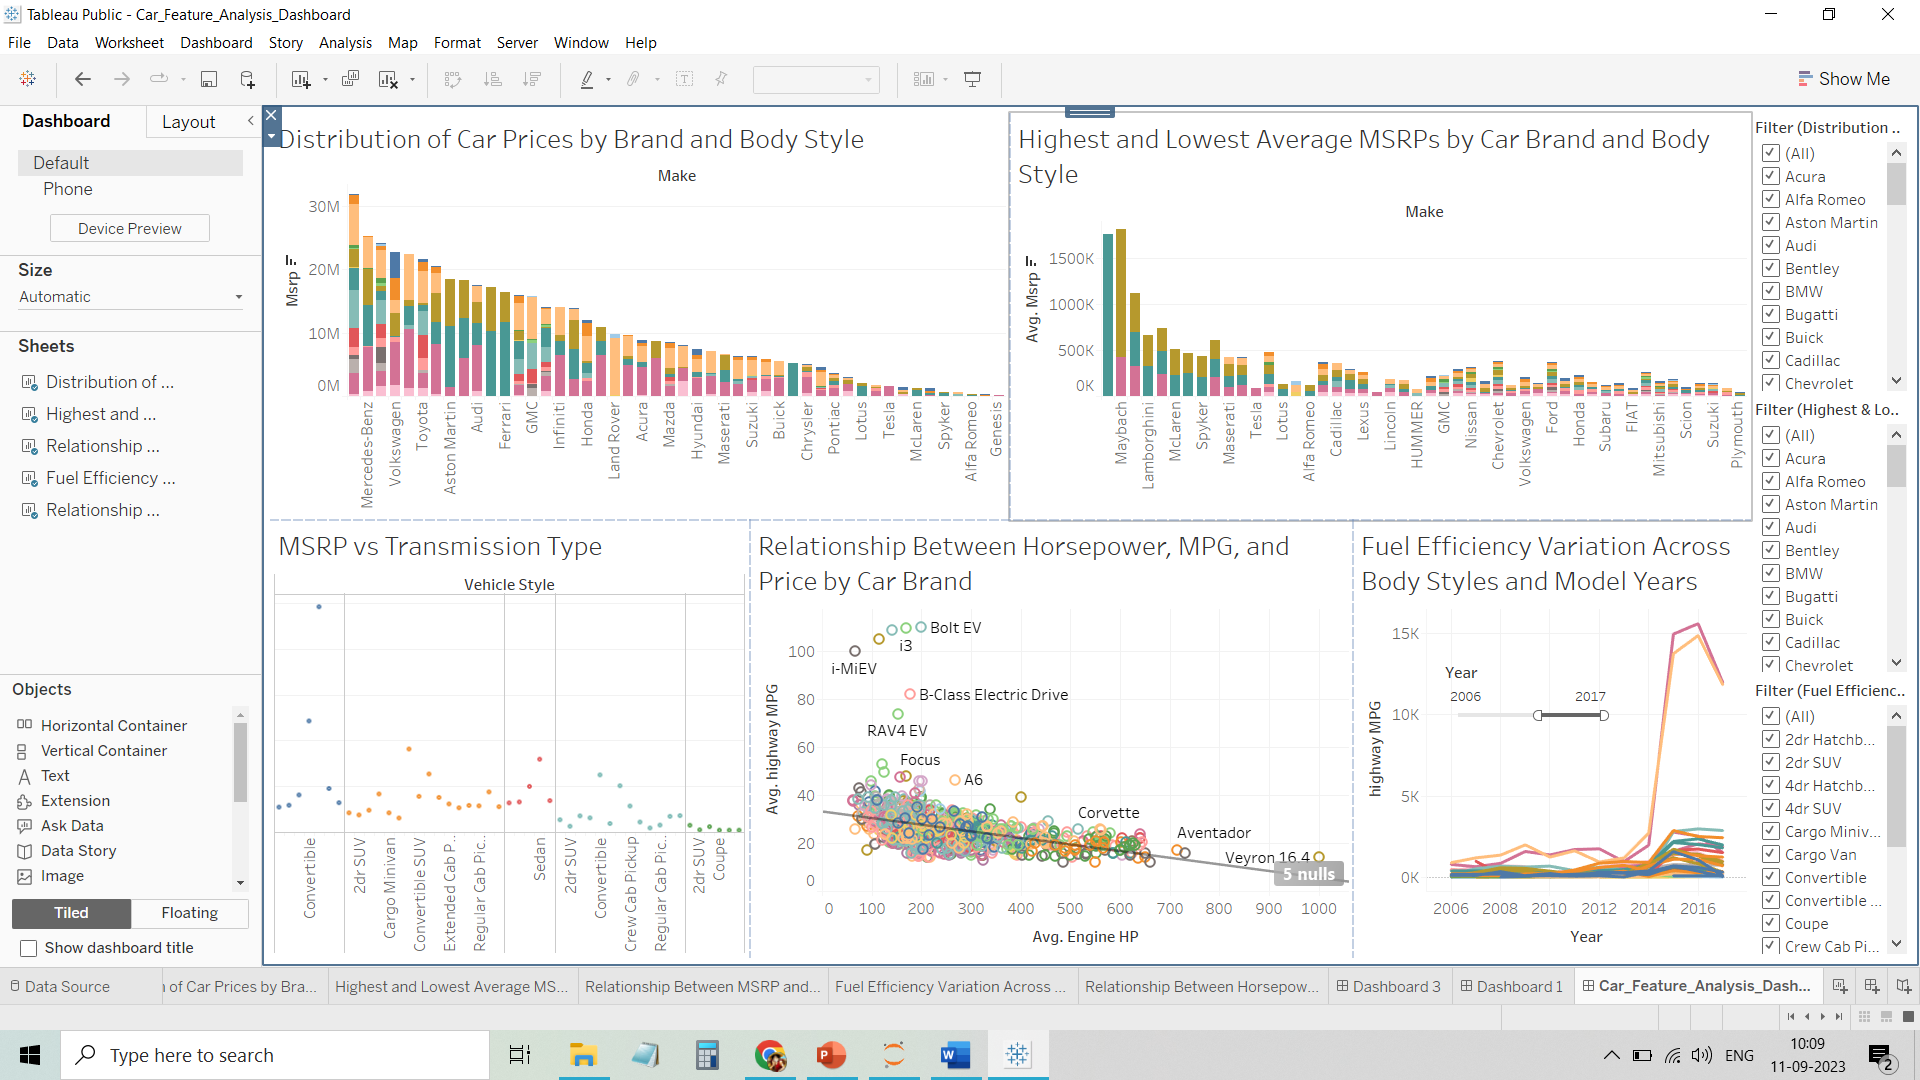 Tableau Public - Car_Feature_Analysis_Dashboard
File Data Worksheet Dashboard Story Analysis Map Format Server Window Help
Show Me
Dashboard Layout
Default
Phone
Device Preview
Size
Automatic
Sheets
Distribution of ...
Highest and ...
Relationship ...
Fuel Efficiency ...
Relationship ...
Objects
Horizontal Container
Vertical Container
Text
Extension
Ask Data
Data Story
Image
Tiled Floating
Show dashboard title
Distribution of Car Prices by Brand and Body Style
Make
Msrp
30M
20M
10M
0M
Mercedes-Benz
Volkswagen
Toyota
Aston Martin
Audi
Ferrari
GMC
Infiniti
Honda
Land Rover
Acura
Mazda
Hyundai
Maserati
Suzuki
Buick
Chrysler
Pontiac
Lotus
Tesla
McLaren
Spyker
Alfa Romeo
Genesis
Highest and Lowest Average MSRPs by Car Brand and Body
Style
Make
Avg. Msrp
1500K
1000K
500K
0K
Maybach
Lamborghini
McLaren
Spyker
Maserati
Tesla
Lotus
Alfa Romeo
Cadillac
Lexus
Lincoln
HUMMER
GMC
Nissan
Chevrolet
Volkswagen
Ford
Honda
Subaru
FIAT
Mitsubishi
Scion
Suzuki
Plymouth
MSRP vs Transmission Type
Vehicle Style
Convertible
2dr SUV
Cargo Minivan
Convertible SUV
Extended Cab P..
Regular Cab Pic..
Sedan
2dr SUV
Convertible
Crew Cab Pickup
Regular Cab Pic..
2dr SUV
Coupe
Relationship Between Horsepower, MPG, and
Price by Car Brand
Avg. highway MPG
100
80
60
40
20
0
Bolt EV
i3
i-MiEV
B-Class Electric Drive
RAV4 EV
Focus
A6
Corvette
Aventador
Veyron 16.4
5 nulls
0 100 200 300 400 500 600 700 800 900 1000
Avg. Engine HP
Fuel Efficiency Variation Across
Body Styles and Model Years
highway MPG
15K
10K
5K
0K
Year
2006 2017
2006 2008 2010 2012 2014 2016
Year
Filter (Distribution ..
(All)
Acura
Alfa Romeo
Aston Martin
Audi
Bentley
BMW
Bugatti
Buick
Cadillac
Chevrolet
Filter (Highest & Lo..
(All)
Acura
Alfa Romeo
Aston Martin
Audi
Bentley
BMW
Bugatti
Buick
Cadillac
Chevrolet
Filter (Fuel Efficienc..
(All)
2dr Hatchb...
2dr SUV
4dr Hatchb...
4dr SUV
Cargo Miniv...
Cargo Van
Convertible
Convertible ...
Coupe
Crew Cab Pi...
Data Source
n of Car Prices by Bra...
Highest and Lowest Average MS...
Relationship Between MSRP and...
Fuel Efficiency Variation Across ...
Relationship Between Horsepow...
Dashboard 3
Dashboard 1
Car_Feature_Analysis_Dash...
Type here to search
ENG
10:09
11-09-2023
2